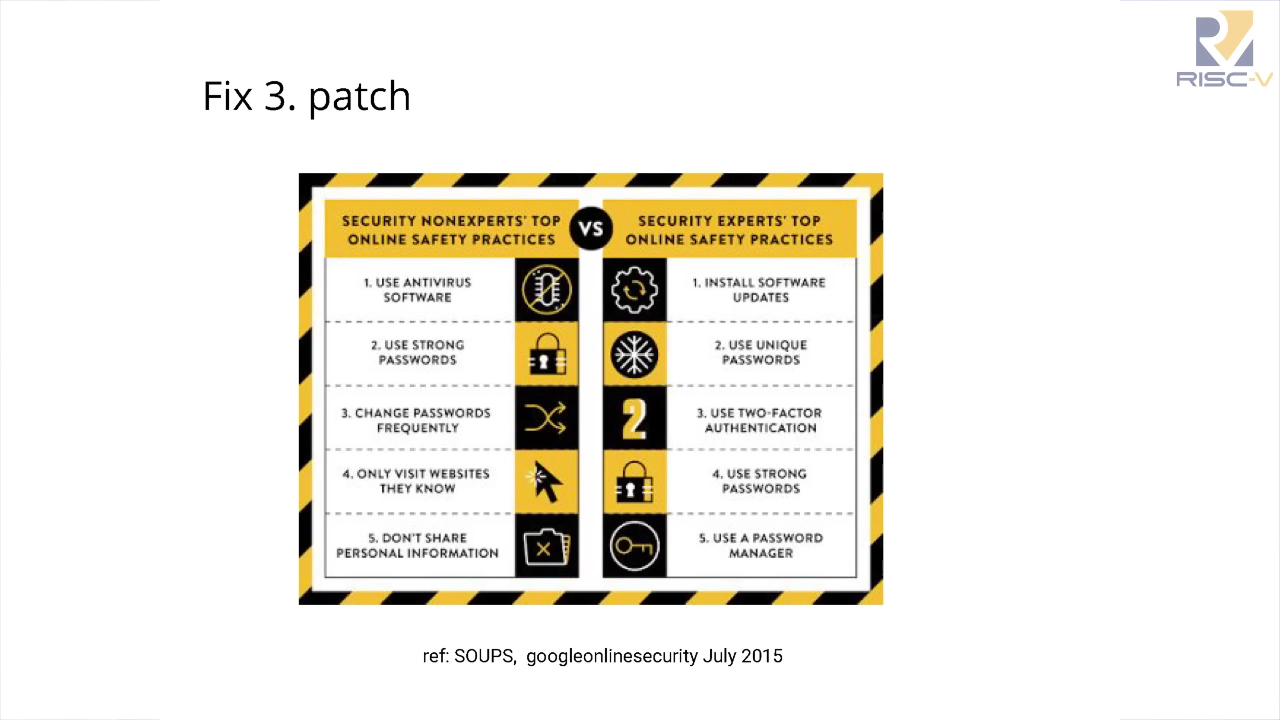 RISC-V
Fix 3. patch
SECURITY NONEXPERTS' TOP
ONLINE SAFETY PRACTICES
VS
SECURITY EXPERTS' TOP
ONLINE SAFETY PRACTICES
1. USE ANTIVIRUS
SOFTWARE
1. INSTALL SOFTWARE
UPDATES
2. USE STRONG
PASSWORDS
2. USE UNIQUE
PASSWORDS
3. CHANGE PASSWORDS
FREQUENTLY
2
3. USE TWO-FACTOR
AUTHENTICATION
4. ONLY VISIT WEBSITES
THEY KNOW
4. USE STRONG
PASSWORDS
5. DON'T SHARE
PERSONAL INFORMATION
5. USE A PASSWORD
MANAGER
ref: SOUPS, googleonlinesecurity July 2015